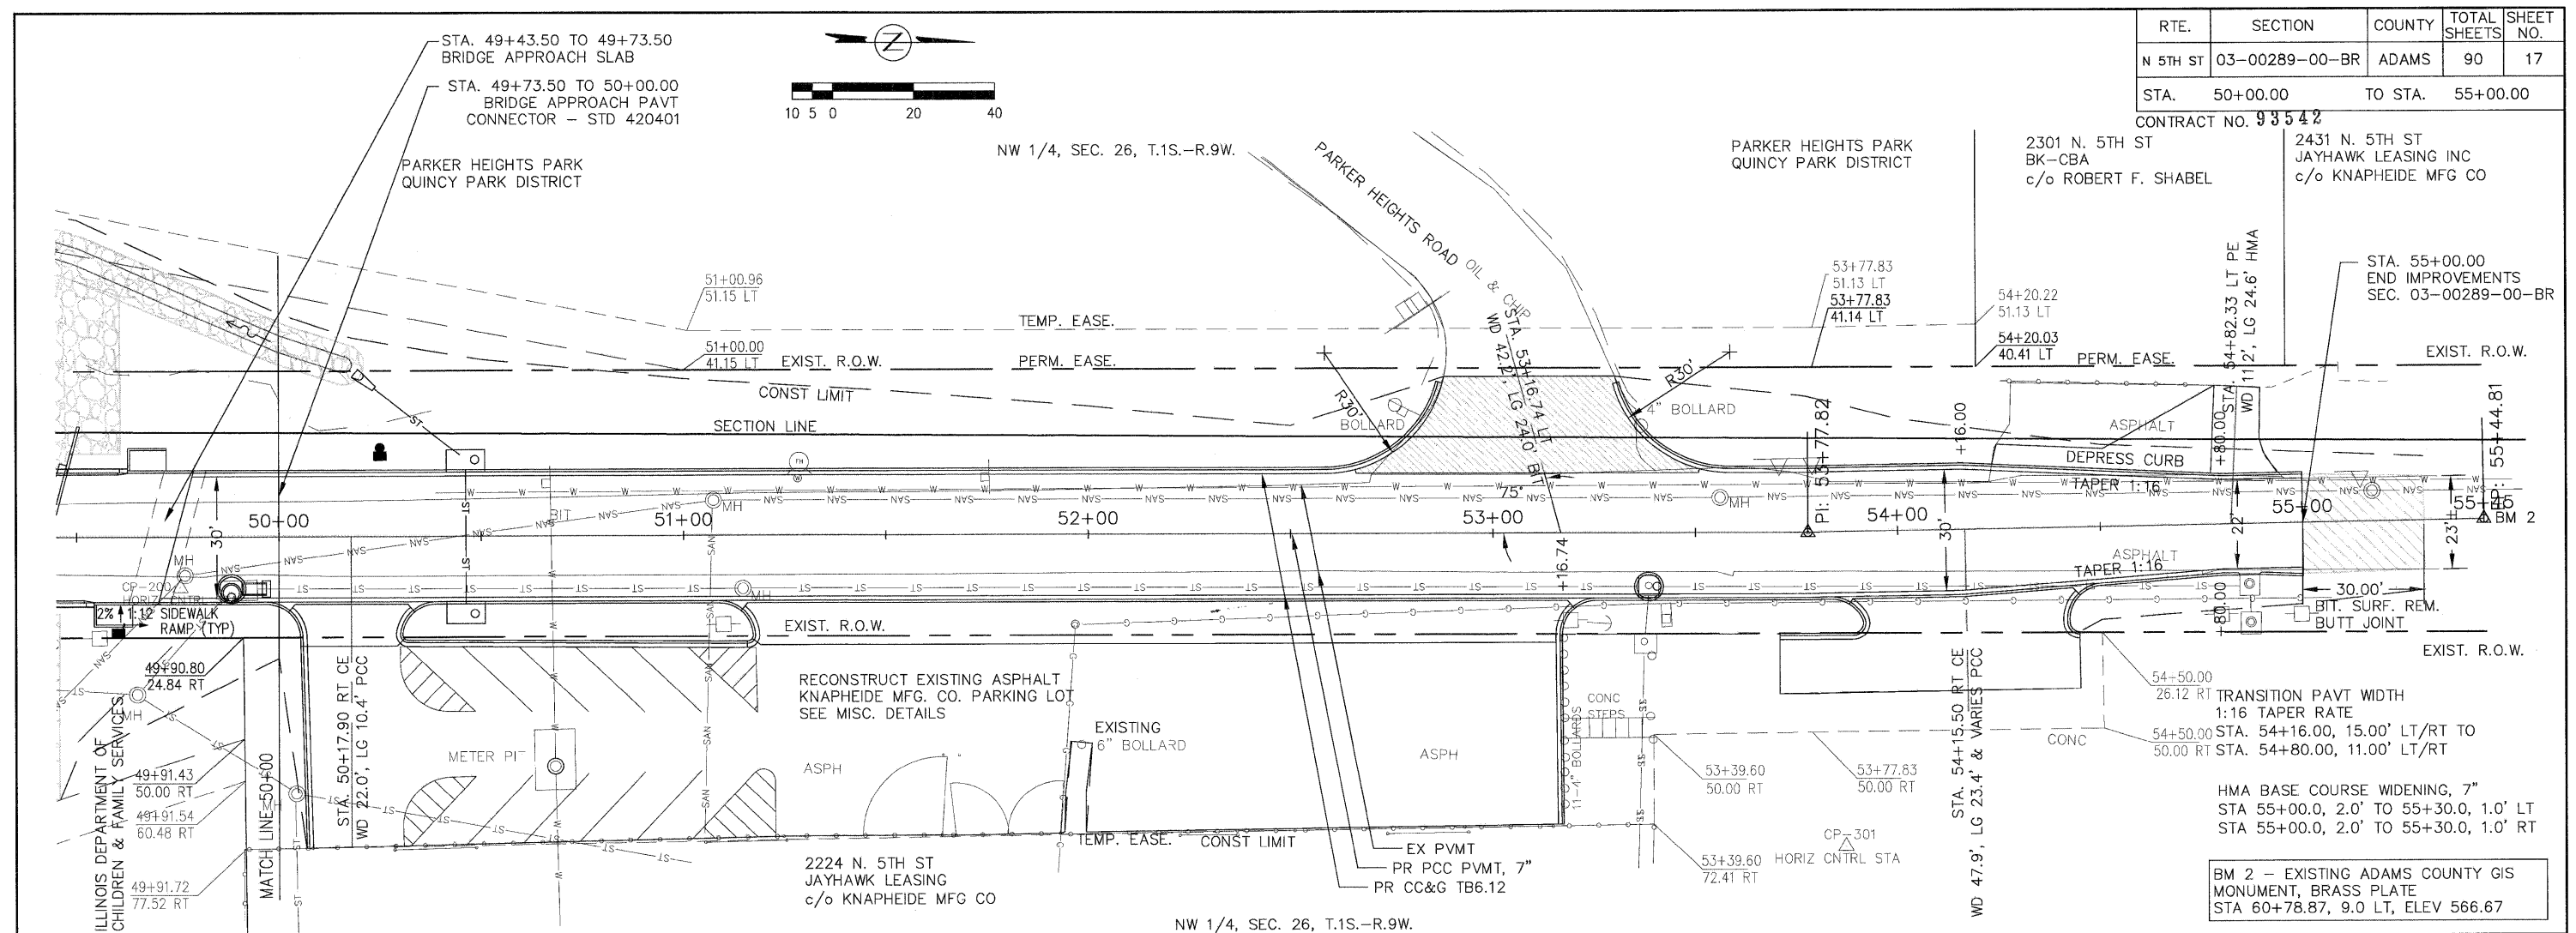 RTE. SECTION COUNTY TOTAL SHEETS SHEET NO.
N 5TH ST 03-00289-00-BR ADAMS 90 17
STA. 50+00.00 TO STA. 55+00.00
CONTRACT NO. 93542
STA. 49+43.50 TO 49+73.50
BRIDGE APPROACH SLAB
STA. 49+73.50 TO 50+00.00
BRIDGE APPROACH PAVT
CONNECTOR - STD 420401
Z
10 5 0 20 40
PARKER HEIGHTS PARK
QUINCY PARK DISTRICT
NW 1/4, SEC. 26, T.1S.-R.9W.
PARKER HEIGHTS ROAD
OIL & CHIP
PARKER HEIGHTS PARK
QUINCY PARK DISTRICT
2301 N. 5TH ST
BK-CBA
c/o ROBERT F. SHABEL
2431 N. 5TH ST
JAYHAWK LEASING INC
c/o KNAPHEIDE MFG CO
STA. 55+00.00
END IMPROVEMENTS
SEC. 03-00289-00-BR
51+00.96
51.15 LT
TEMP. EASE.
51+00.00
41.15 LT
EXIST. R.O.W.
PERM. EASE.
CONST LIMIT
SECTION LINE
STA. 53+16.74 LT
WD 42.2', LG 24.0' BIT
53+77.83
51.13 LT
53+77.83
41.14 LT
54+20.22
51.13 LT
54+20.03
40.41 LT
PERM. EASE.
EXIST. R.O.W.
STA. 54+82.33 LT PE
WD 11.2', LG 24.6' HMA
R30'
R30'
BOLLARD
4" BOLLARD
PI: 53+77.82
+16.00
+80.00
ASPHALT
DEPRESS CURB
TAPER 1:16
55+44.81
BM 2
ST
FH
W
W
SAN
BIT
MH
MH
75°
50+00
51+00
52+00
53+00
54+00
55+00
55+45
30'
30'
22'
23'
+16.74
ASPHALT
TAPER 1:16
+80.00
30.00'
BIT. SURF. REM.
BUTT JOINT
EXIST. R.O.W.
MH
CP-200
HORIZ CNTRL
2% 1:12 SIDEWALK
RAMP (TYP)
MH
EXIST. R.O.W.
49+90.80
24.84 RT
MH
49+91.43
50.00 RT
49+91.54
60.48 RT
49+91.72
77.52 RT
ILLINOIS DEPARTMENT OF
CHILDREN & FAMILY SERVICES
MATCH LINE 50+00
MH
STA. 50+17.90 RT CE
WD 22.0', LG 10.4' PCC
METER PIT
RECONSTRUCT EXISTING ASPHALT
KNAPHEIDE MFG. CO. PARKING LOT
SEE MISC. DETAILS
ASPH
EXISTING
6" BOLLARD
ASPH
TEMP. EASE.
CONST LIMIT
EX PVMT
PR PCC PVMT, 7"
PR CC&G TB6.12
2224 N. 5TH ST
JAYHAWK LEASING
c/o KNAPHEIDE MFG CO
NW 1/4, SEC. 26, T.1S.-R.9W.
11-4" BOLLARDS
CONC
STEPS
53+39.60
50.00 RT
53+77.83
50.00 RT
53+39.60
72.41 RT
CP-301
HORIZ CNTRL STA
STA. 54+15.50 RT CE
WD 47.9', LG 23.4' & VARIES PCC
CONC
54+50.00
26.12 RT
54+50.00
50.00 RT
TRANSITION PAVT WIDTH
1:16 TAPER RATE
STA. 54+16.00, 15.00' LT/RT TO
STA. 54+80.00, 11.00' LT/RT
HMA BASE COURSE WIDENING, 7"
STA 55+00.0, 2.0' TO 55+30.0, 1.0' LT
STA 55+00.0, 2.0' TO 55+30.0, 1.0' RT
BM 2 - EXISTING ADAMS COUNTY GIS
MONUMENT, BRASS PLATE
STA 60+78.87, 9.0 LT, ELEV 566.67